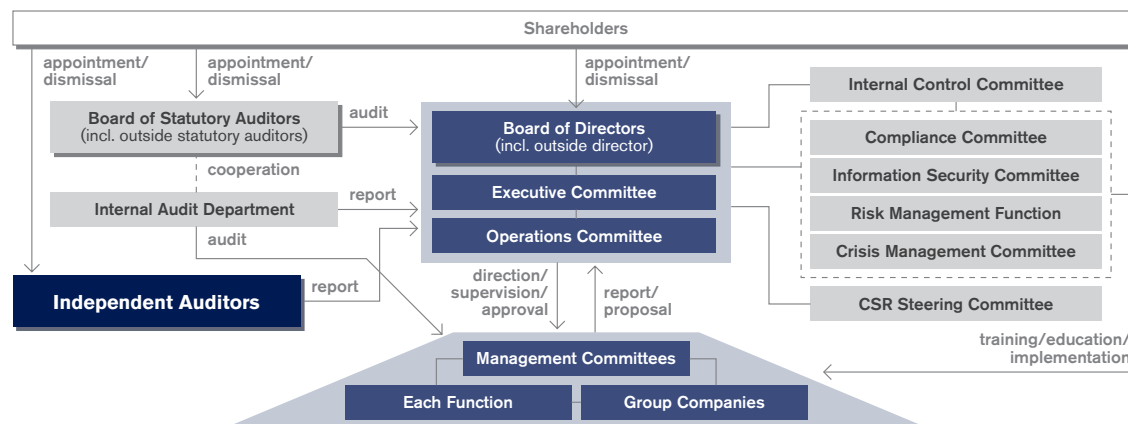 Shareholders
appointment/
dismissal
appointment/
dismissal
appointment/
dismissal
Internal Control Committee
Board of Statutory Auditors
(incl. outside statutory auditors)
audit
Board of Directors
(incl. outside director)
Compliance Committee
cooperation
Information Security Committee
Executive Committee
report
Internal Audit Department
Risk Management Function
audit
Operations Committee
Crisis Management Committee
Independent Auditors
report
direction/
supervision/
approval
report/
proposal
CSR Steering Committee
training/education/
implementation
Management Committees
Each Function
Group Companies